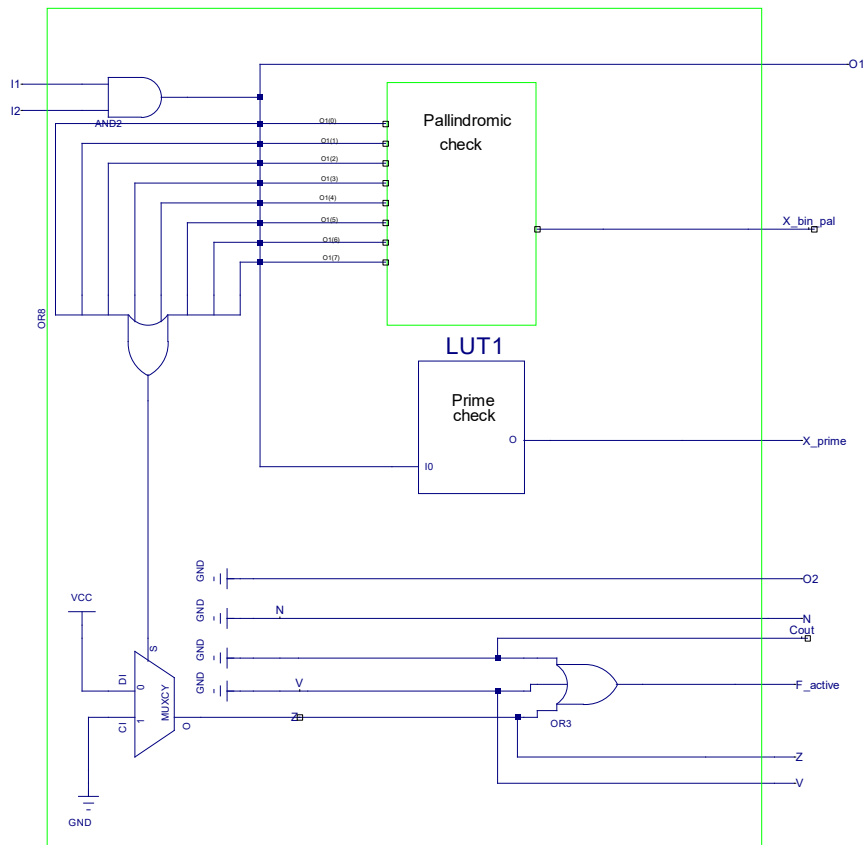 O1
I1
I2
AND2
O1(0)
O1(1)
O1(2)
O1(3)
O1(4)
O1(5)
O1(6)
O1(7)
Pallindromic
check
X_bin_pal
OR8
LUT1
Prime
check
I0
O
X_prime
GND
O2
VCC
GND
N
N
Cout
S
GND
DI
0
MUXCY
GND
V
F_active
CI
1
O
Z
OR3
Z
V
GND